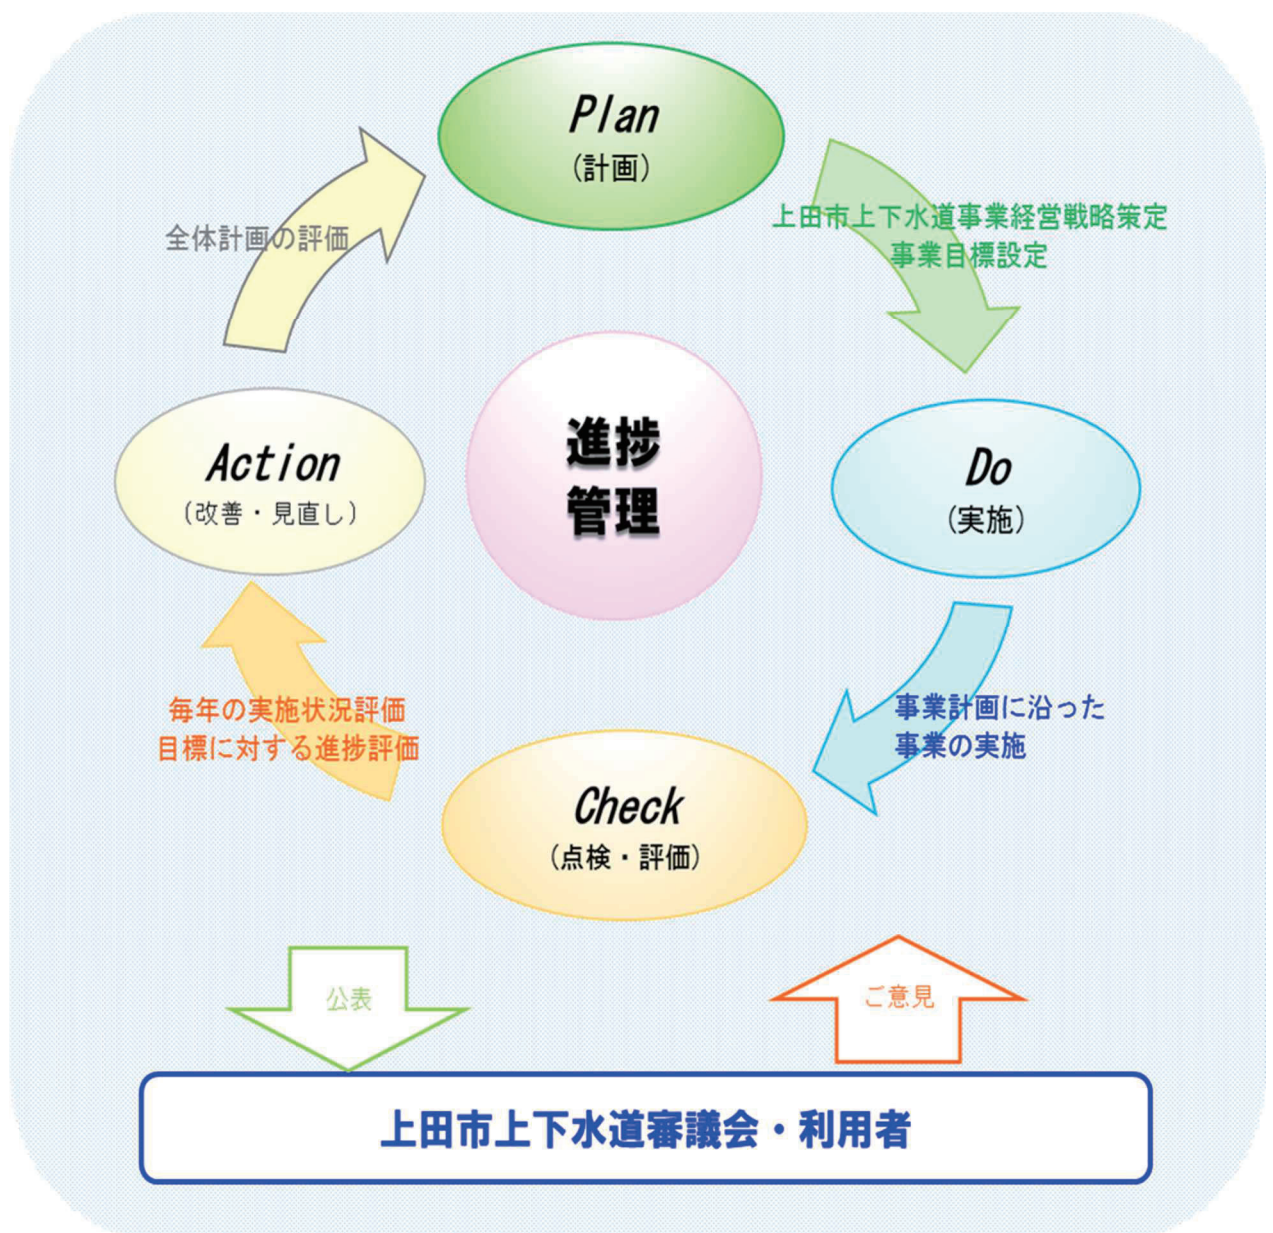 Plan
(計画)
上田市上下水道事業経営戦略策定
事業目標設定
全体計画の評価
進捗
管理
Action
(改善・見直し)
Do
(実施)
毎年の実施状況評価
目標に対する進捗評価
事業計画に沿った
事業の実施
Check
(点検・評価)
公表
ご意見
上田市上下水道審議会・利用者